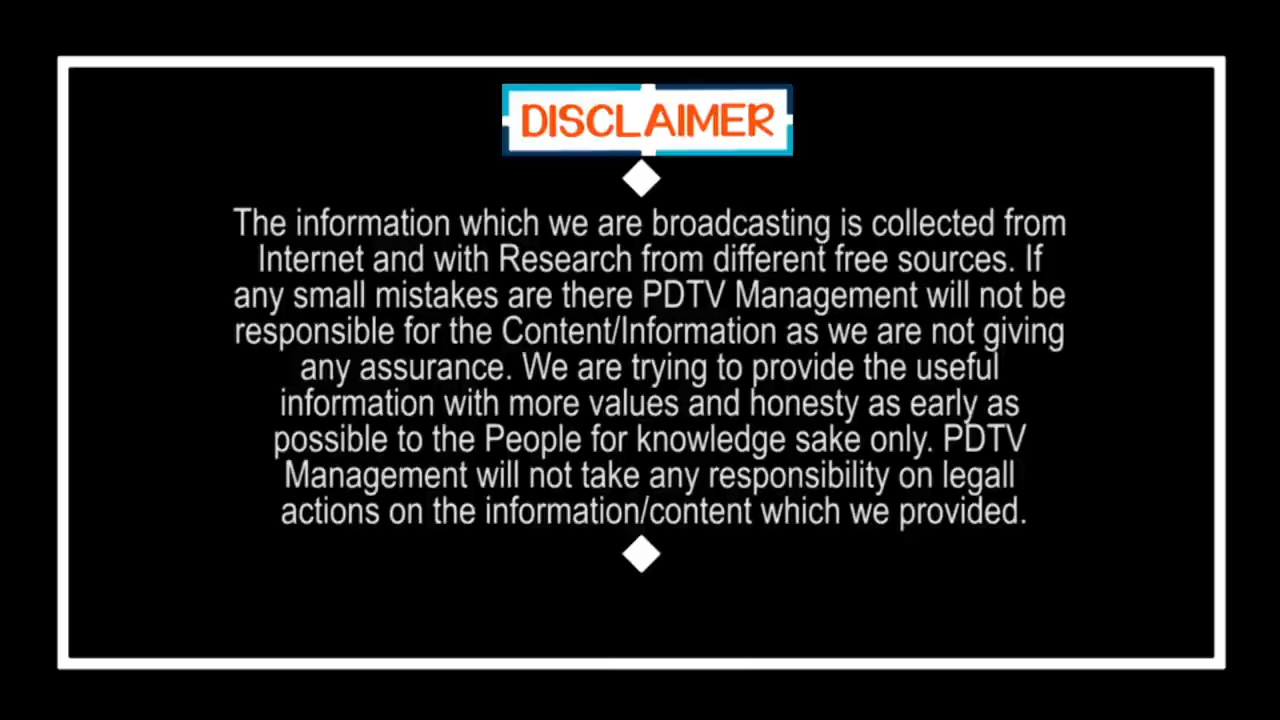 DISCLAIMER
The information which we are broadcasting is collected from
Internet and with Research from different free sources. If
any small mistakes are there PDTV Management will not be
responsible for the Content/Information as we are not giving
any assurance. We are trying to provide the useful
information with more values and honesty as early as
possible to the People for knowledge sake only. PDTV
Management will not take any responsibility on legall
actions on the information/content which we provided.